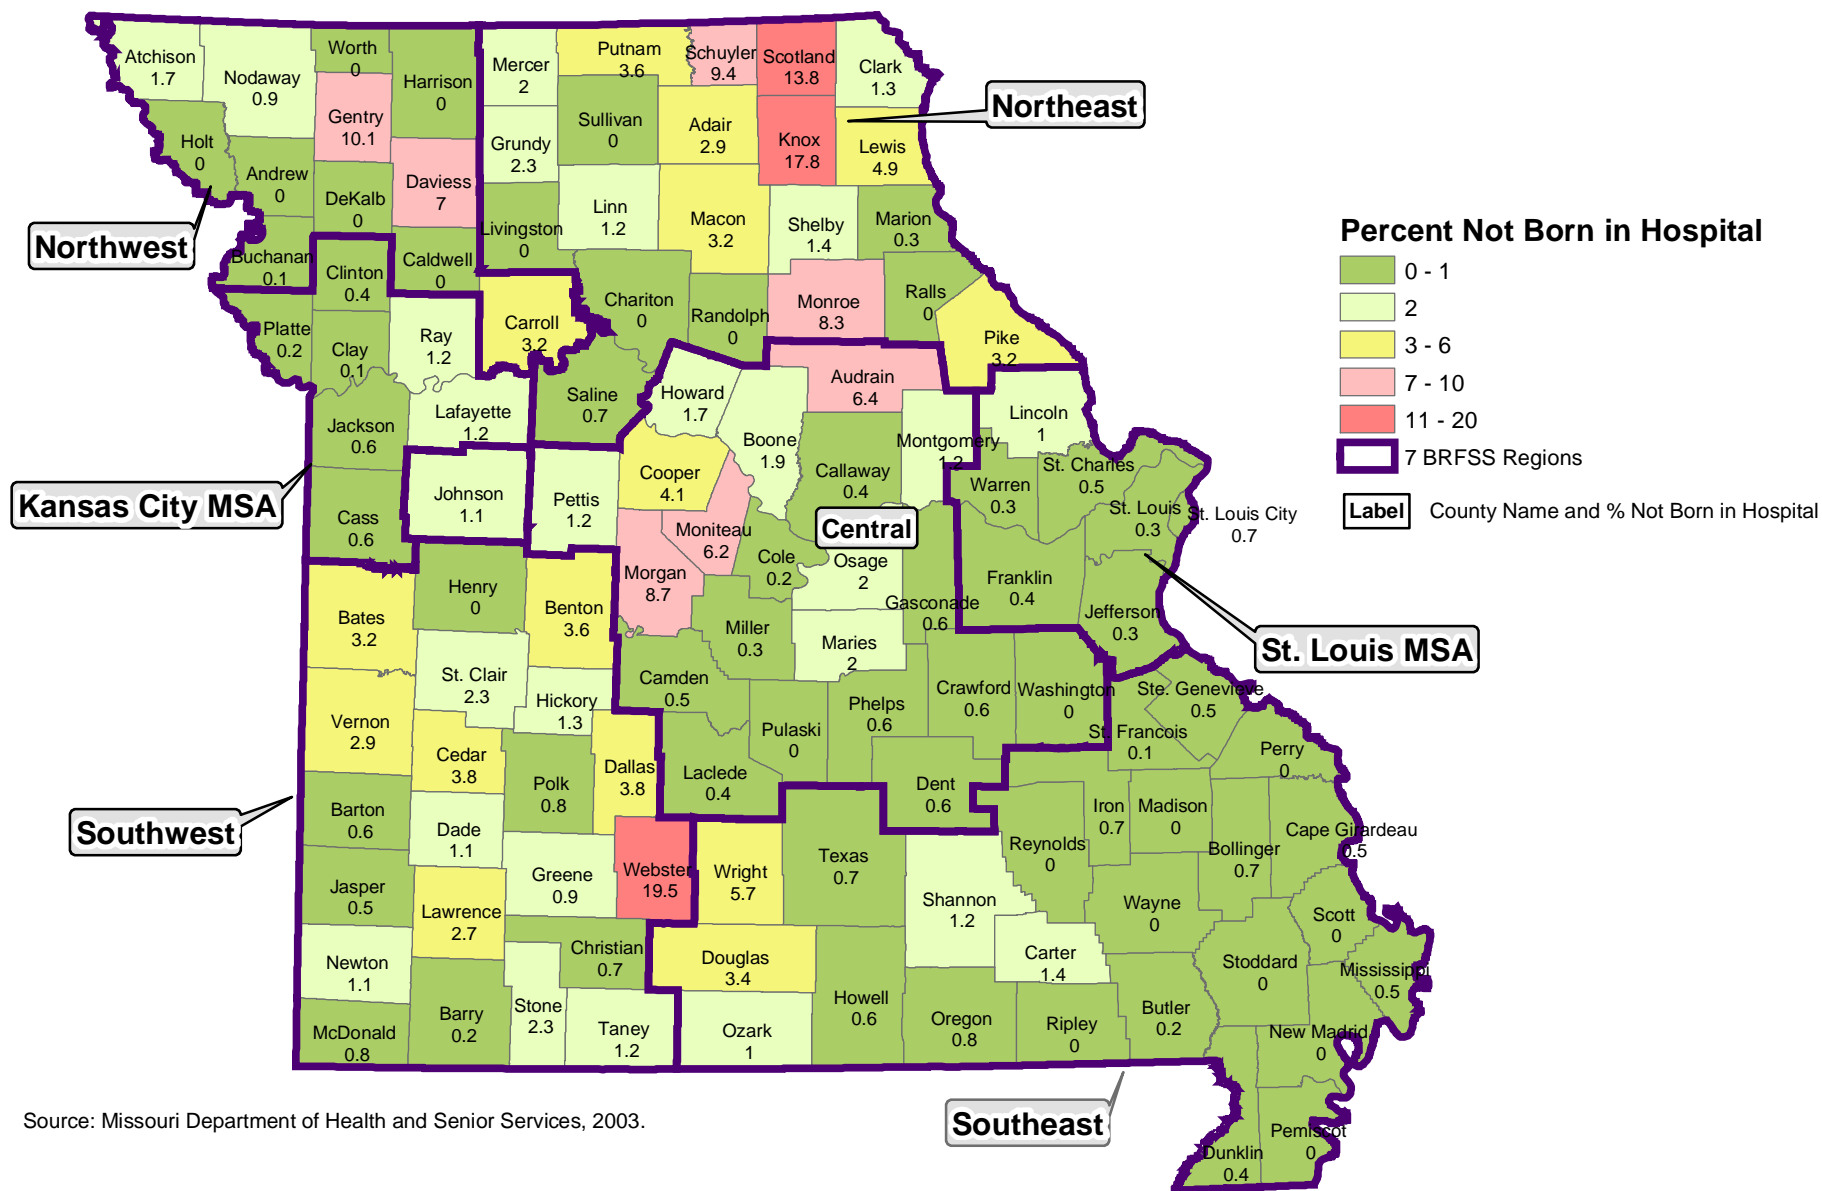 Atchison
1.7
Nodaway
0.9
Worth
0
Harrison
0
Mercer
2
Putnam
3.6
Schuyler
9.4
Scotland
13.8
Clark
1.3
Northeast
Gentry
10.1
Sullivan
0
Adair
2.9
Knox
17.8
Lewis
4.9
Holt
0
Andrew
0
DeKalb
0
Daviess
7
Grundy
2.3
Linn
1.2
Macon
3.2
Shelby
1.4
Marion
0.3
Northwest
Livingston
0
Buchanan
0.1
Clinton
0.4
Caldwell
0
Chariton
0
Randolph
0
Monroe
8.3
Ralls
0
Pike
3.2
Platte
0.2
Clay
0.1
Ray
1.2
Carroll
3.2
Percent Not Born in Hospital
0 - 1
2
3 - 6
7 - 10
11 - 20
7 BRFSS Regions
Label
County Name and % Not Born in Hospital
Jackson
0.6
Lafayette
1.2
Saline
0.7
Howard
1.7
Audrain
6.4
Boone
1.9
Callaway
0.4
Montgomery
1.2
Lincoln
1
Warren
0.3
St. Charles
0.5
St. Louis
0.3
St. Louis City
0.7
Kansas City MSA
Cass
0.6
Johnson
1.1
Pettis
1.2
Cooper
4.1
Moniteau
6.2
Central
Cole
0.2
Osage
2
Morgan
8.7
Franklin
0.4
Gasconade
0.6
Jefferson
0.3
St. Louis MSA
Henry
0
Benton
3.6
Bates
3.2
Miller
0.3
Maries
2
St. Clair
2.3
Hickory
1.3
Camden
0.5
Pulaski
0
Phelps
0.6
Crawford
0.6
Washington
0
Ste. Genevieve
0.5
St. Francois
0.1
Perry
0
Vernon
2.9
Cedar
3.8
Polk
0.8
Dallas
3.8
Laclede
0.4
Dent
0.6
Iron
0.7
Madison
0
Southwest
Barton
0.6
Dade
1.1
Greene
0.9
Webster
19.5
Wright
5.7
Texas
0.7
Reynolds
0
Bollinger
0.7
Cape Girardeau
0.5
Jasper
0.5
Lawrence
2.7
Shannon
1.2
Wayne
0
Scott
0
Newton
1.1
Christian
0.7
Douglas
3.4
Carter
1.4
Stoddard
0
Mississippi
0.5
McDonald
0.8
Barry
0.2
Stone
2.3
Taney
1.2
Ozark
1
Howell
0.6
Oregon
0.8
Ripley
0
Butler
0.2
New Madrid
0
Southeast
Pemiscot
0
Dunklin
0.4
Source: Missouri Department of Health and Senior Services, 2003.